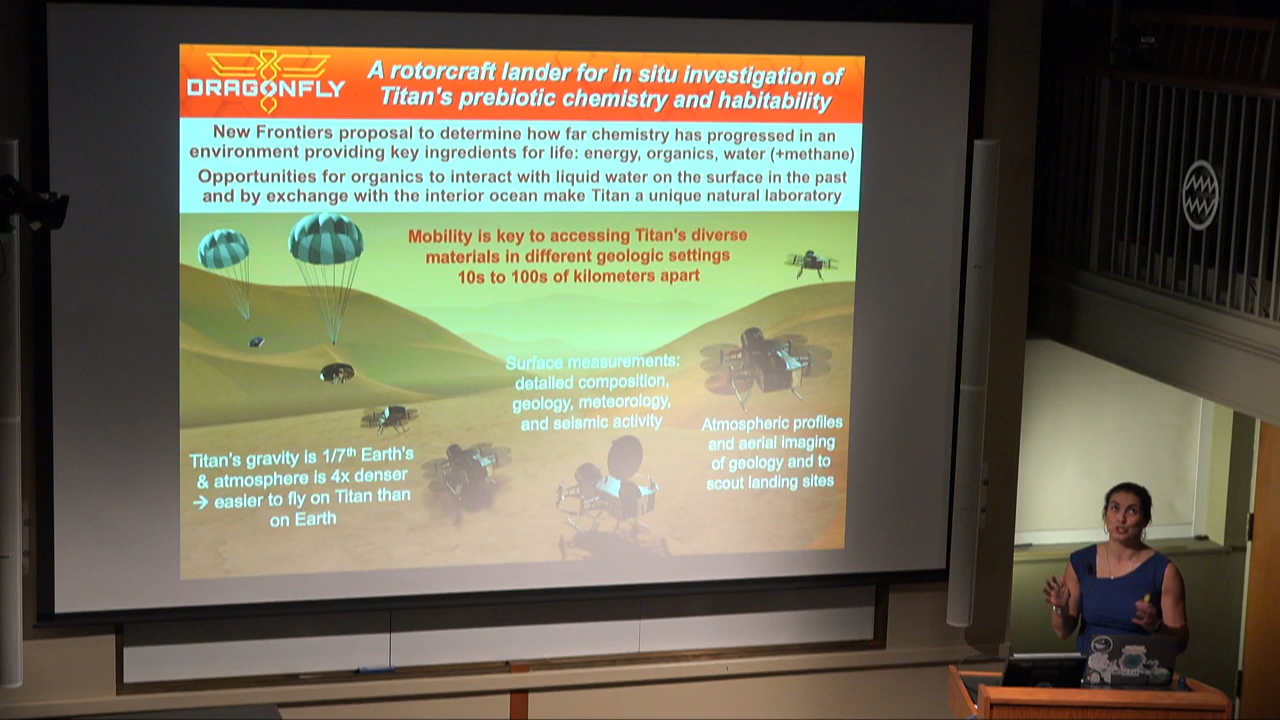 DRAGONFLY
A rotorcraft lander for in situ investigation of
Titan's prebiotic chemistry and habitability
New Frontiers proposal to determine how far chemistry has progressed in an
environment providing key ingredients for life: energy, organics, water (+methane)
Opportunities for organics to interact with liquid water on the surface in the past
and by exchange with the interior ocean make Titan a unique natural laboratory
Mobility is key to accessing Titan's diverse
materials in different geologic settings
10s to 100s of kilometers apart
Surface measurements:
detailed composition,
geology, meteorology,
and seismic activity
Atmospheric profiles
and aerial imaging
of geology and to
scout landing sites
Titan's gravity is 1/7th Earth's
& atmosphere is 4x denser
→ easier to fly on Titan than
on Earth